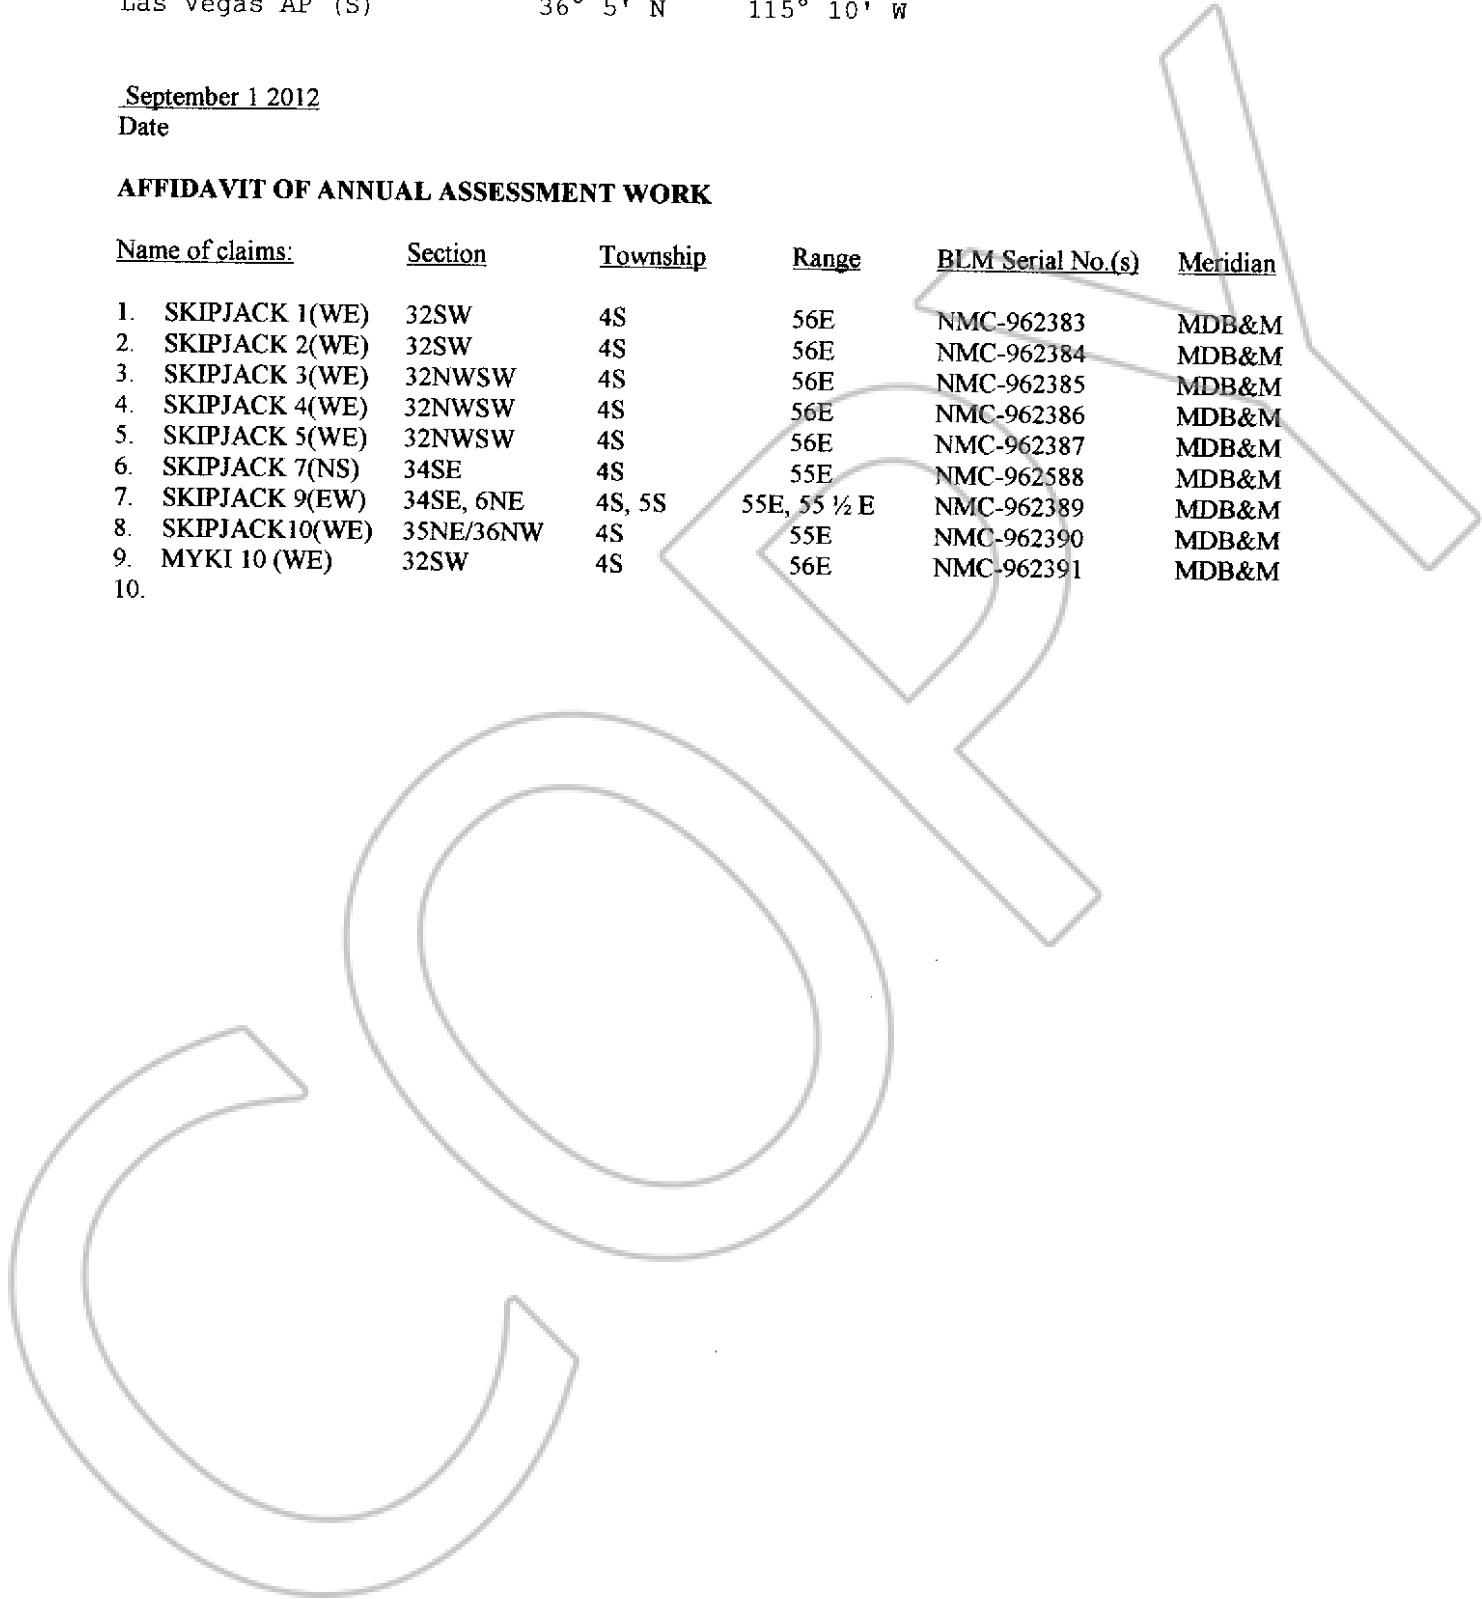 Las Vegas AP (S) 36° 5' N 115° 10' W
September 1 2012
Date
AFFIDAVIT OF ANNUAL ASSESSMENT WORK
Name of claims: Section Township Range BLM Serial No.(s) Meridian
1. SKIPJACK 1(WE) 32SW 4S 56E NMC-962383 MDB&M
2. SKIPJACK 2(WE) 32SW 4S 56E NMC-962384 MDB&M
3. SKIPJACK 3(WE) 32NWSW 4S 56E NMC-962385 MDB&M
4. SKIPJACK 4(WE) 32NWSW 4S 56E NMC-962386 MDB&M
5. SKIPJACK 5(WE) 32NWSW 4S 56E NMC-962387 MDB&M
6. SKIPJACK 7(NS) 34SE 4S 55E NMC-962588 MDB&M
7. SKIPJACK 9(EW) 34SE, 6NE 4S, 5S 55E, 55 ½ E NMC-962389 MDB&M
8. SKIPJACK10(WE) 35NE/36NW 4S 55E NMC-962390 MDB&M
9. MYKI 10 (WE) 32SW 4S 56E NMC-962391 MDB&M
10.
COPY